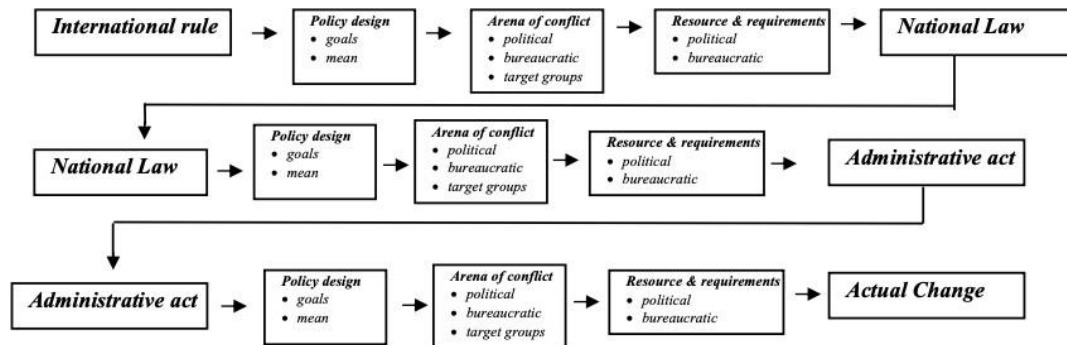 International rule
Policy design
• goals
• mean
Arena of conflict
• political
• bureaucratic
• target groups
Resource & requirements
• political
• bureaucratic
National Law
National Law
Policy design
• goals
• mean
Arena of conflict
• political
• bureaucratic
• target groups
Resource & requirements
• political
• bureaucratic
Administrative act
Administrative act
Policy design
• goals
• mean
Arena of conflict
• political
• bureaucratic
• target groups
Resource & requirements
• political
• bureaucratic
Actual Change